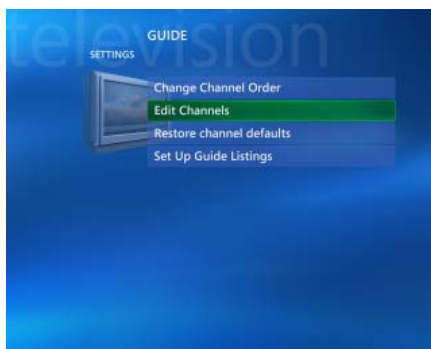 television
GUIDE
SETTINGS
Change Channel Order
Edit Channels
Restore channel defaults
Set Up Guide Listings